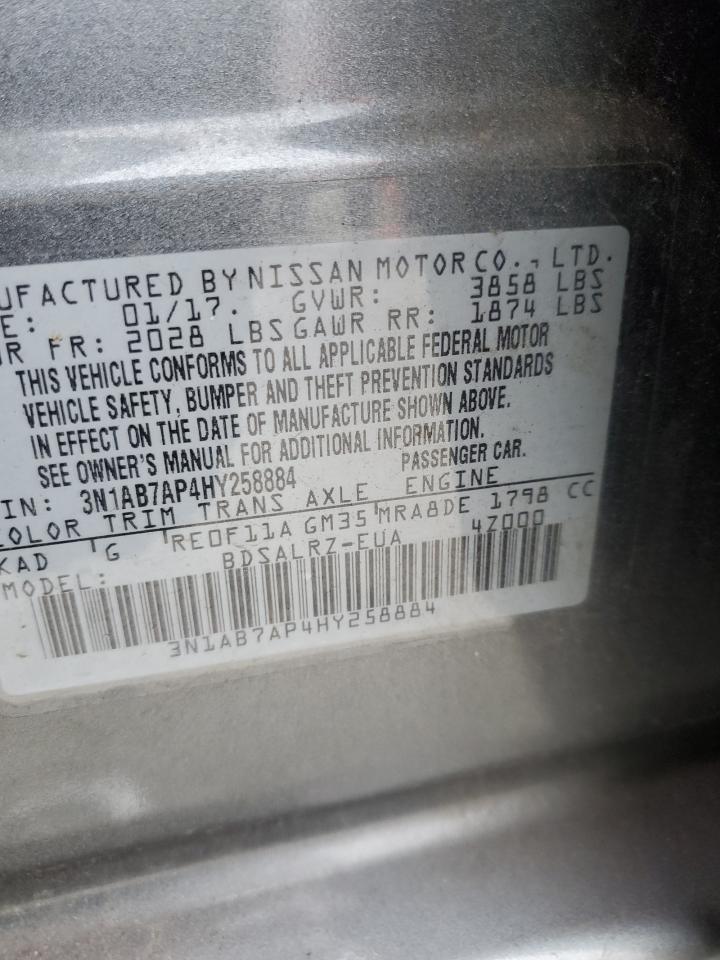 UFACTURED BY NISSAN MOTOR CO., LTD.
E: 01/17. GVWR: 3858 LBS
R FR: 2028 LBS GAWR RR: 1874 LBS
THIS VEHICLE CONFORMS TO ALL APPLICABLE FEDERAL MOTOR
VEHICLE SAFETY, BUMPER AND THEFT PREVENTION STANDARDS
IN EFFECT ON THE DATE OF MANUFACTURE SHOWN ABOVE.
SEE OWNER'S MANUAL FOR ADDITIONAL INFORMATION.
IN: 3N1AB7AP4HY258884 PASSENGER CAR.
COLOR TRIM TRANS AXLE ENGINE
KAD G RE0F11A GM35 MRA8DE 1798 CC
MODEL: BDSALRZ-EUA 4Z000
3N1AB7AP4HY258884